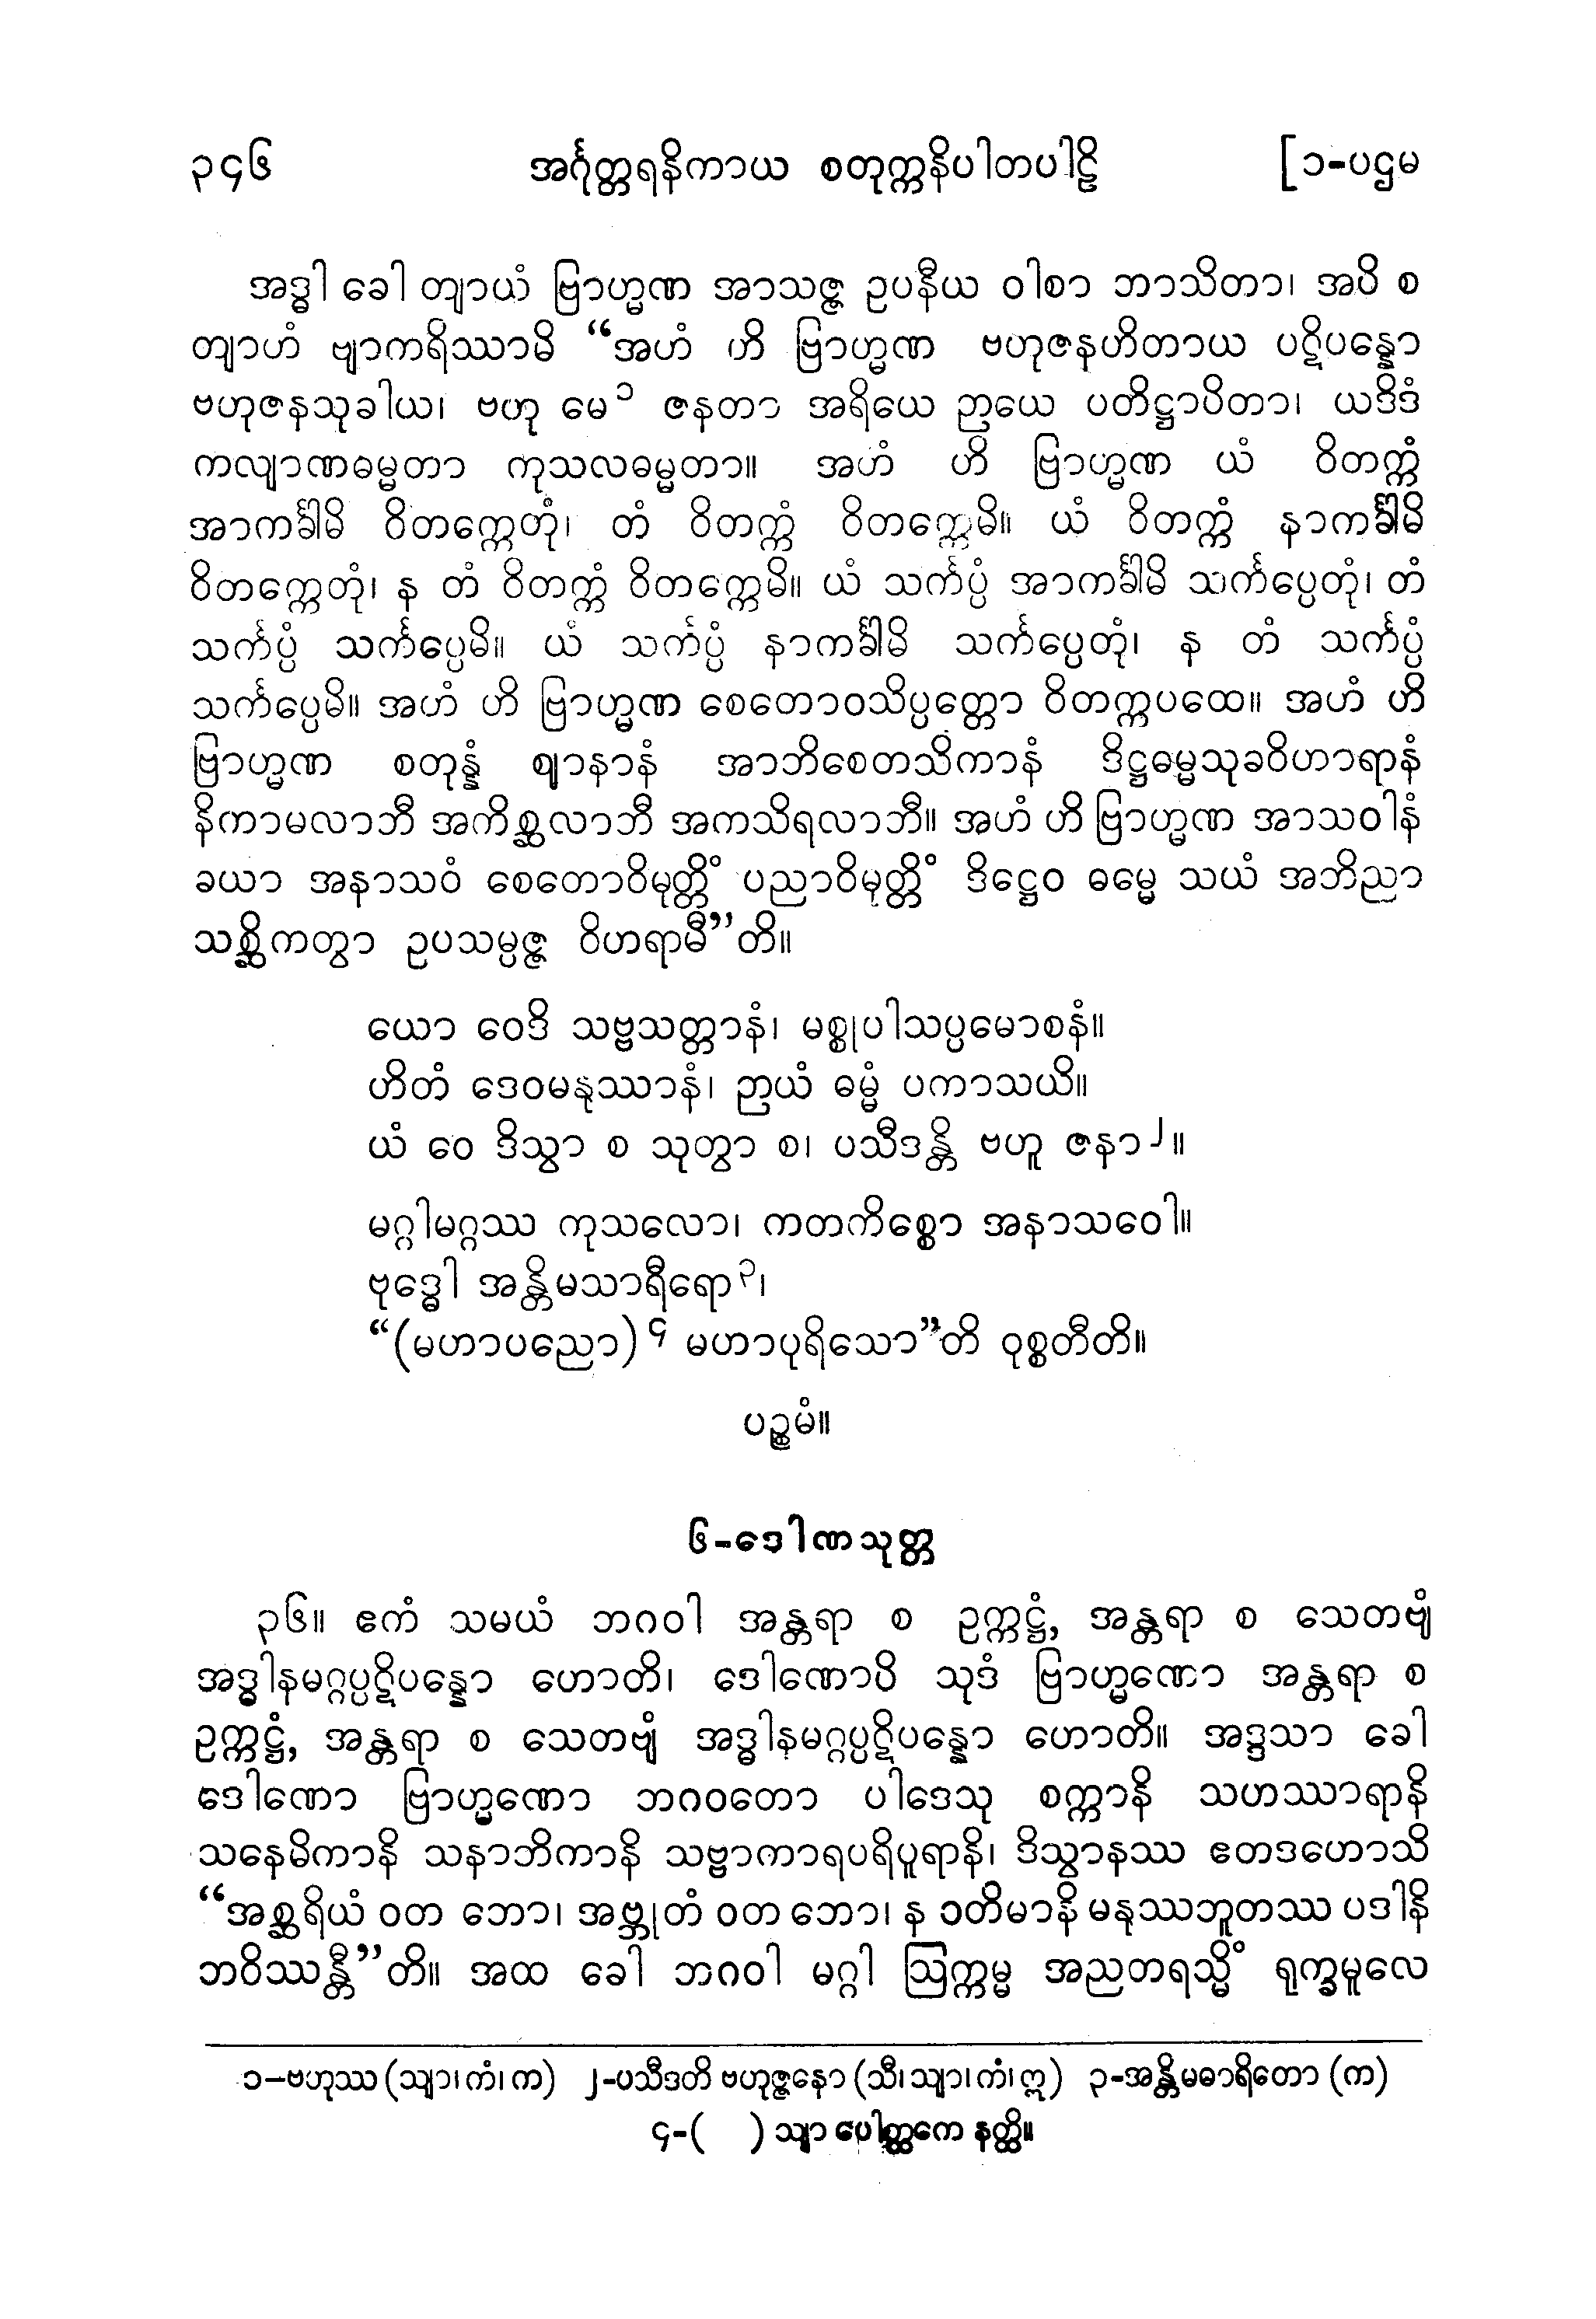 ၃၄၆ အင်္ဂုတ္တရနိကာယ စတုက္ကနိပါတပါဠိ [၁-ပဌမ
အဒ္ဓါ ခေါ တျာယံ ဗြာဟ္မဏ အာသဇ္ဇ ဥပနီယ ဝါစာ ဘာသိတာ၊ အပိ စ
တျာဟံ ဗျာကရိဿာမိ “အဟံ ဟိ ဗြာဟ္မဏ ဗဟုဇနဟိတာယ ပဋိပန္နော
ဗဟုဇနသုခါယ၊ ဗဟု မေ၁ ဇနတာ အရိယေ ဉာယေ ပတိဋ္ဌာပိတာ၊ ယဒိဒံ
ကလျာဏဓမ္မတာ ကုသလဓမ္မတာ။ အဟံ ဟိ ဗြာဟ္မဏ ယံ ဝိတက္ကံ
အာကင်္ခါမိ ဝိတက္ကေတုံ၊ တံ ဝိတက္ကံ ဝိတက္ကေမိ။ ယံ ဝိတက္ကံ နာကင်္ခါမိ
ဝိတက္ကေတုံ၊ န တံ ဝိတက္ကံ ဝိတက္ကေမိ။ ယံ သင်္ကပ္ပံ အာကင်္ခါမိ သင်္ကပ္ပေတုံ၊ တံ
သင်္ကပ္ပံ သင်္ကပ္ပေမိ။ ယံ သင်္ကပ္ပံ နာကင်္ခါမိ သင်္ကပ္ပေတုံ၊ န တံ သင်္ကပ္ပံ
သင်္ကပ္ပေမိ။ အဟံ ဟိ ဗြာဟ္မဏ စေတောဝသိပ္ပတ္တော ဝိတက္ကပထေ။ အဟံ ဟိ
ဗြာဟ္မဏ စတုန္နံ ဈာနာနံ အာဘိစေတသိကာနံ ဒိဋ္ဌဓမ္မသုခဝိဟာရာနံ
နိကာမလာဘီ အကိစ္ဆလာဘီ အကသိရလာဘီ။ အဟံ ဟိ ဗြာဟ္မဏ အာသဝါနံ
ခယာ အနာသဝံ စေတောဝိမုတ္တိံ ပညာဝိမုတ္တိံ ဒိဋ္ဌေဝ ဓမ္မေ သယံ အဘိညာ
သစ္ဆိကတွာ ဥပသမ္ပဇ္ဇ ဝိဟရာမီ”တိ။
ယော ဝေဒိ သဗ္ဗသတ္တာနံ၊ မစ္စုပါသပ္ပမောစနံ။
ဟိတံ ဒေဝမနုဿာနံ၊ ဉာယံ ဓမ္မံ ပကာသယိ။
ယံ ဝေ ဒိသွာ စ သုတွာ စ၊ ပသီဒန္တိ ဗဟူ ဇနာ၂။
မဂ္ဂါမဂ္ဂဿ ကုသလော၊ ကတကိစ္စော အနာသဝေါ။
ဗုဒ္ဓေါ အန္တိမသာရီရော၃၊
“(မဟာပညော)၄ မဟာပုရိသော”တိ ဝုစ္စတီတိ။
ပဉ္စမံ။
၆-ဒေါဏသုတ္တ
၃၆။ ဧကံ သမယံ ဘဂဝါ အန္တရာ စ ဥက္ကဋ္ဌံ, အန္တရာ စ သေတဗျံ
အဒ္ဓါနမဂ္ဂပ္ပဋိပန္နော ဟောတိ၊ ဒေါဏောပိ သုဒံ ဗြာဟ္မဏော အန္တရာ စ
ဥက္ကဋ္ဌံ, အန္တရာ စ သေတဗျံ အဒ္ဓါနမဂ္ဂပ္ပဋိပန္နော ဟောတိ။ အဒ္ဒသာ ခေါ
ဒေါဏော ဗြာဟ္မဏော ဘဂဝတော ပါဒေသု စက္ကာနိ သဟဿာရာနိ
သနေမိကာနိ သနာဘိကာနိ သဗ္ဗာကာရပရိပူရာနိ၊ ဒိသွာနဿ ဧတဒဟောသိ
“အစ္ဆရိယံ ဝတ ဘော၊ အဗ္ဘုတံ ဝတ ဘော၊ န ဝတိမာနိ မနုဿဘူတဿ ပဒါနိ
ဘဝိဿန္တီ”တိ။ အထ ခေါ ဘဂဝါ မဂ္ဂါ ဩက္ကမ္မ အညတရသ္မိံ ရုက္ခမူလေ
၁-ဗဟုဿ (သျာ၊ ကံ၊ က) ၂-ပသီဒတိ ဗဟုဇ္ဇနော (သီ၊ သျာ၊ ကံ၊ ဣ) ၃-အန္တိမဓာရိတော (က)
၄-( ) သျာ ပေါတ္ထကေ နတ္ထိ။